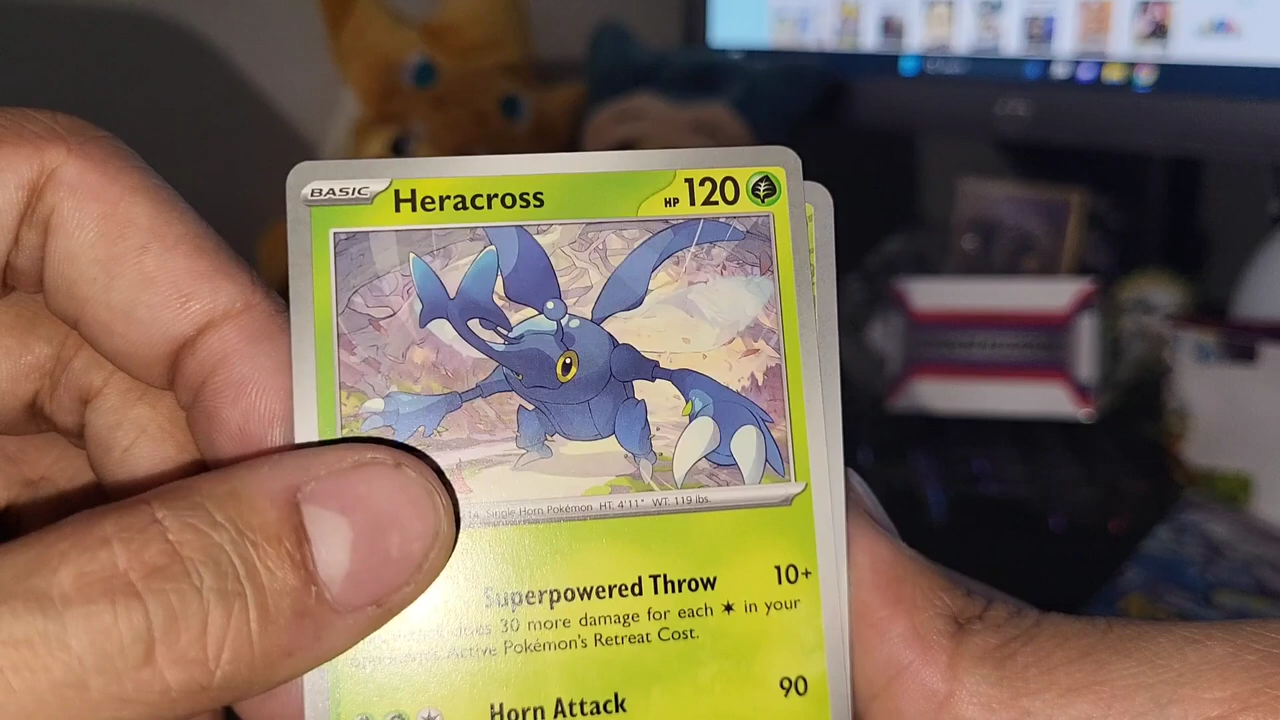 BASIC Heracross HP 120
14 Single Horn Pokémon HT: 4'11" WT: 119 lbs.
Superpowered Throw 10+
30 more damage for each ✶ in your
Active Pokémon's Retreat Cost.
Horn Attack 90